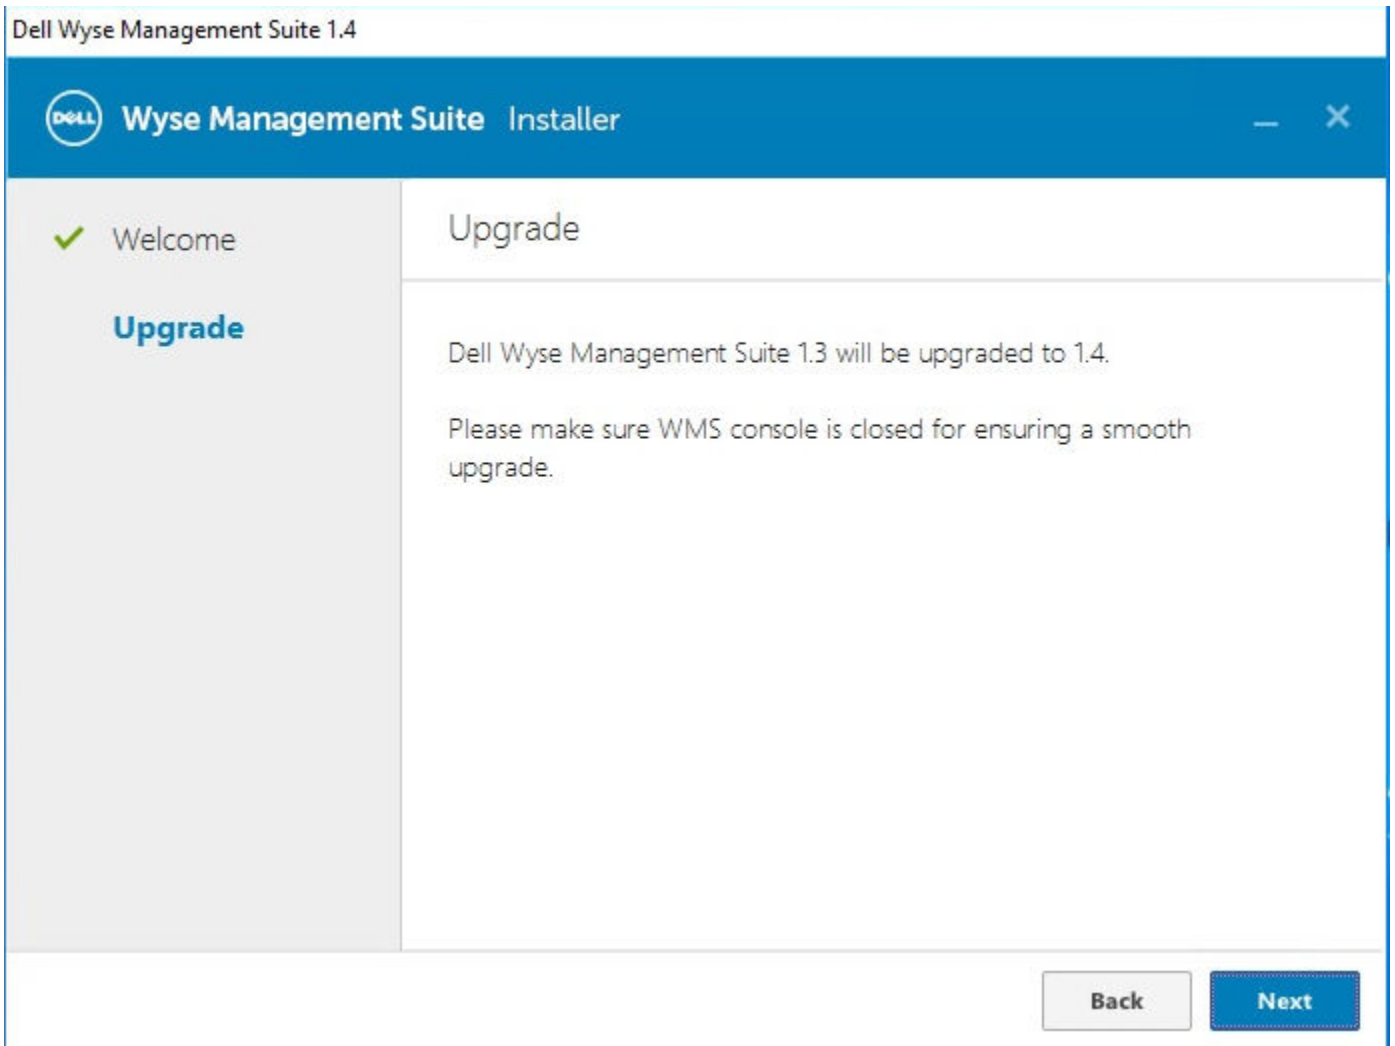 Dell Wyse Management Suite 1.4
DELL Wyse Management Suite Installer
Welcome
Upgrade
Upgrade
Dell Wyse Management Suite 1.3 will be upgraded to 1.4.
Please make sure WMS console is closed for ensuring a smooth
upgrade.
Back Next